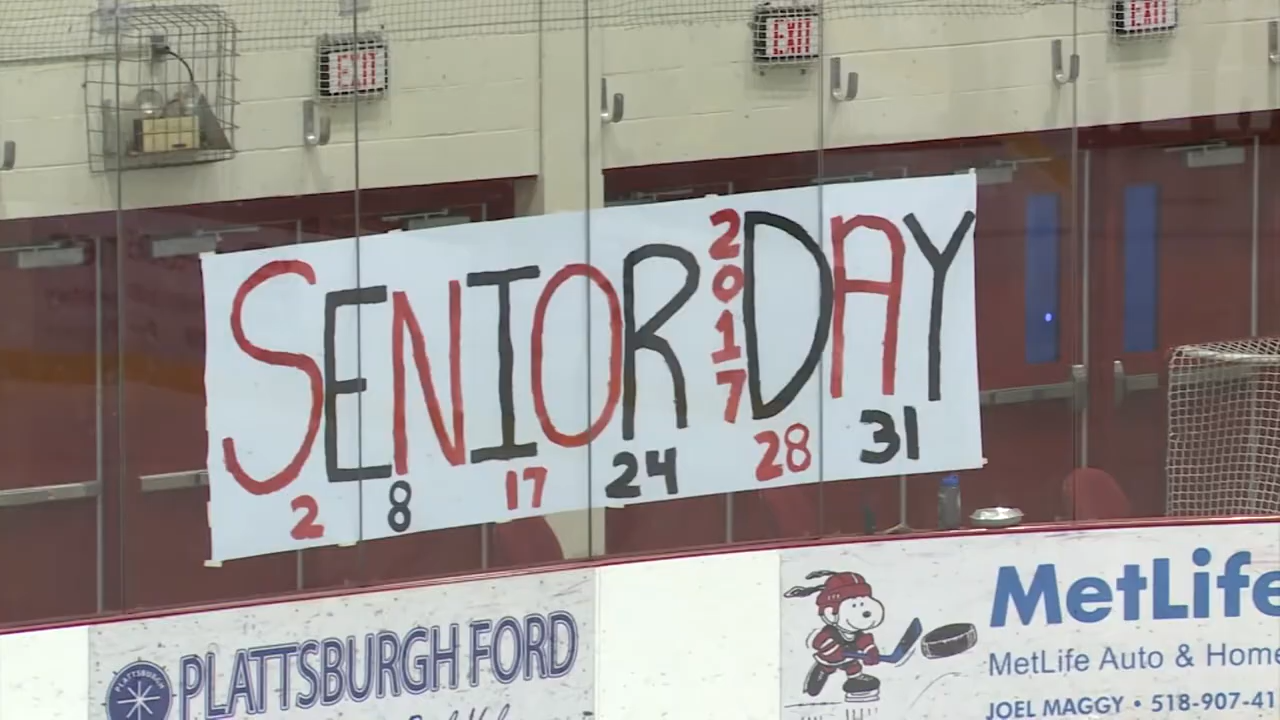 EXIT
EXIT
EXIT
SENIOR 2017 DAY
2 8 17 24 28 31
PLATTSBURGH FORD
PLATTSBURGH
MetLife
MetLife Auto & Home
JOEL MAGGY • 518-907-41